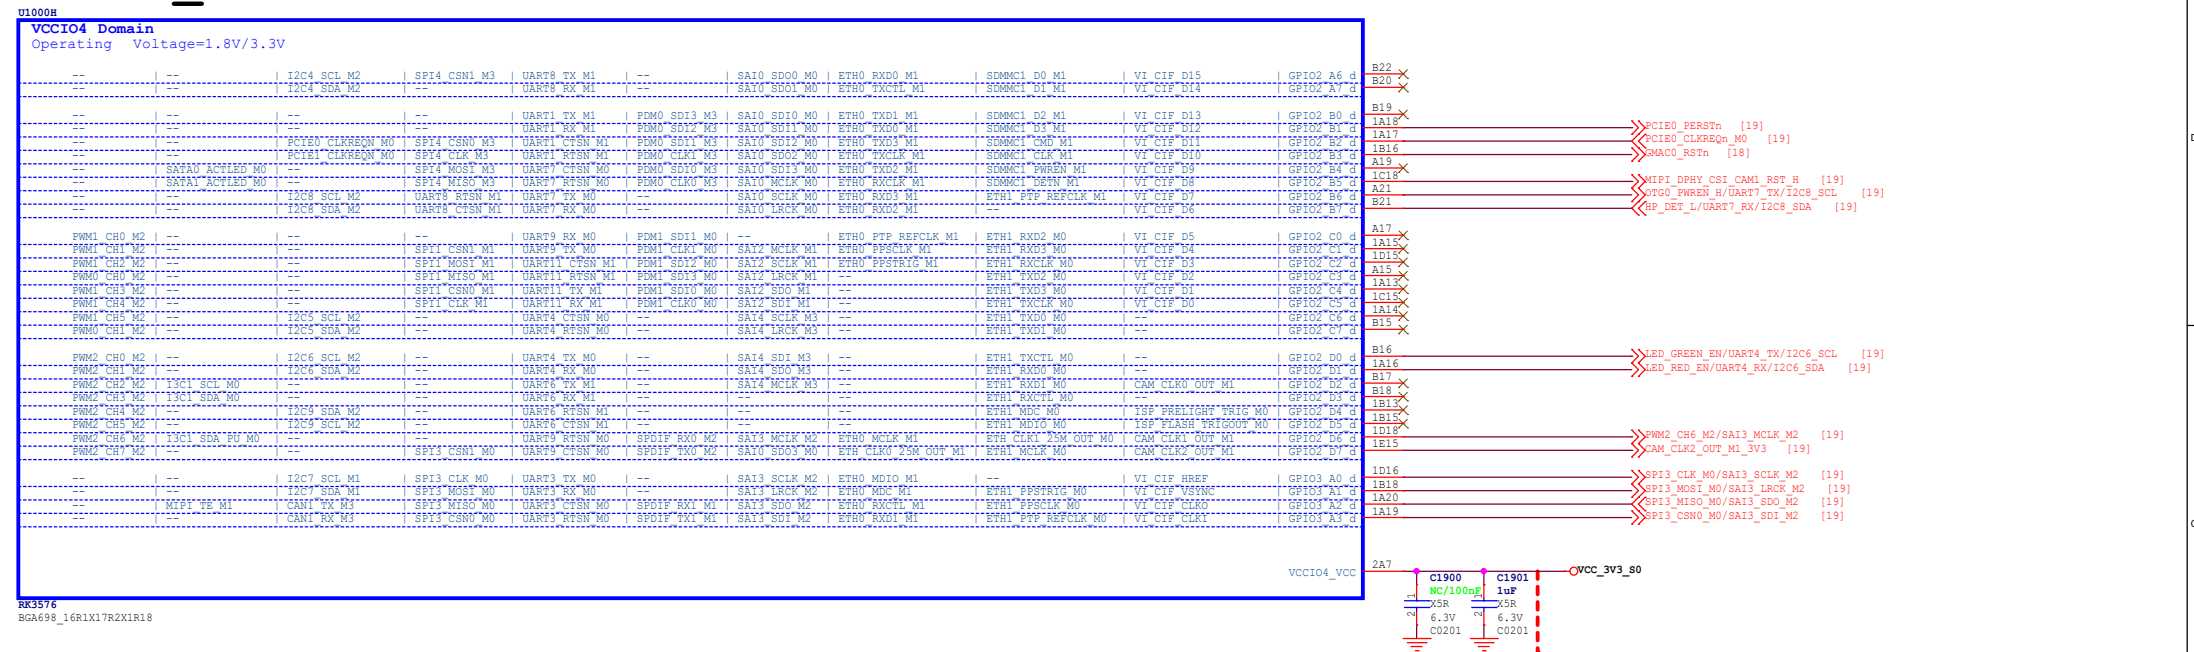 U1000H
VCCIO4 Domain
Operating Voltage=1.8V/3.3V
-- | -- | I2C4_SCL_M2 | SPI4_CSN1_M3 | UART8_TX_M1 | -- | SAI0_SDO0_M0 | ETH0_RXD0_M1 | SDMMC1_D0_M1 | VI_CIF_D15 | GPIO2_A6_d B22
-- | -- | I2C4_SDA_M2 | -- | UART8_RX_M1 | -- | SAI0_SDO1_M0 | ETH0_TXCTL_M1 | SDMMC1_D1_M1 | VI_CIF_D14 | GPIO2_A7_d B20
-- | -- | -- | -- | UART1_TX_M1 | PDM0_SDI3_M3 | SAI0_SDI0_M0 | ETH0_TXD1_M1 | SDMMC1_D2_M1 | VI_CIF_D13 | GPIO2_B0_d B19
-- | -- | -- | -- | UART1_RX_M1 | PDM0_SDI2_M3 | SAI0_SDI1_M0 | ETH0_TXD0_M1 | SDMMC1_D3_M1 | VI_CIF_D12 | GPIO2_B1_d 1A18 PCIE0_PERSTn [19]
-- | -- | PCIE0_CLKREQN_M0 | SPI4_CSN0_M3 | UART1_CTSN_M1 | PDM0_SDI1_M3 | SAI0_SDI2_M0 | ETH0_TXD3_M1 | SDMMC1_CMD_M1 | VI_CIF_D11 | GPIO2_B2_d 1A17 PCIE0_CLKREQn_M0 [19]
-- | -- | PCIE1_CLKREQN_M0 | SPI4_CLK_M3 | UART1_RTSN_M1 | PDM0_CLK1_M3 | SAI0_SDO2_M0 | ETH0_TXCLK_M1 | SDMMC1_CLK_M1 | VI_CIF_D10 | GPIO2_B3_d 1B16 GMAC0_RSTn [18]
-- | SATA0_ACTLED_M0 | -- | SPI4_MOSI_M3 | UART7_CTSN_M0 | PDM0_SDI0_M3 | SAI0_SDI3_M0 | ETH0_TXD2_M1 | SDMMC1_PWREN_M1 | VI_CIF_D9 | GPIO2_B4_d A19
-- | SATA1_ACTLED_M0 | -- | SPI4_MISO_M3 | UART7_RTSN_M0 | PDM0_CLK0_M3 | SAI0_MCLK_M0 | ETH0_RXCLK_M1 | SDMMC1_DETN_M1 | VI_CIF_D8 | GPIO2_B5_d 1C18 MIPI_DPHY_CSI_CAM1_RST_H [19]
-- | -- | I2C8_SCL_M2 | UART8_RTSN_M1 | UART7_TX_M0 | -- | SAI0_SCLK_M0 | ETH0_RXD3_M1 | ETH1_PTP_REFCLK_M1 | VI_CIF_D7 | GPIO2_B6_d A21 OTG0_PWREN_H/UART7_TX/I2C8_SCL [19]
-- | -- | I2C8_SDA_M2 | UART8_CTSN_M1 | UART7_RX_M0 | -- | SAI0_LRCK_M0 | ETH0_RXD2_M1 | -- | VI_CIF_D6 | GPIO2_B7_d B21 HP_DET_L/UART7_RX/I2C8_SDA [19]
PWM1_CH0_M2 | -- | -- | -- | UART9_RX_M0 | PDM1_SDI1_M0 | -- | ETH0_PTP_REFCLK_M1 | ETH1_RXD2_M0 | VI_CIF_D5 | GPIO2_C0_d A17
PWM1_CH1_M2 | -- | -- | SPI1_CSN1_M1 | UART9_TX_M0 | PDM1_CLK1_M0 | SAI2_MCLK_M1 | ETH0_PPSCLK_M1 | ETH1_RXD3_M0 | VI_CIF_D4 | GPIO2_C1_d 1A15
PWM1_CH2_M2 | -- | -- | SPI1_MOSI_M1 | UART11_CTSN_M1 | PDM1_SDI2_M0 | SAI2_SCLK_M1 | ETH0_PPSTRIG_M1 | ETH1_RXCLK_M0 | VI_CIF_D3 | GPIO2_C2_d 1D15
PWM0_CH0_M2 | -- | -- | SPI1_MISO_M1 | UART11_RTSN_M1 | PDM1_SDI3_M0 | SAI2_LRCK_M1 | -- | ETH1_TXD2_M0 | VI_CIF_D2 | GPIO2_C3_d A15
PWM1_CH3_M2 | -- | -- | SPI1_CSN0_M1 | UART11_TX_M1 | PDM1_SDI0_M0 | SAI2_SDO_M1 | -- | ETH1_TXD3_M0 | VI_CIF_D1 | GPIO2_C4_d 1A13
PWM1_CH4_M2 | -- | -- | SPI1_CLK_M1 | UART11_RX_M1 | PDM1_CLK0_M0 | SAI2_SDI_M1 | -- | ETH1_TXCLK_M0 | VI_CIF_D0 | GPIO2_C5_d 1C15
PWM1_CH5_M2 | -- | I2C5_SCL_M2 | -- | UART4_CTSN_M0 | -- | SAI4_SCLK_M3 | -- | ETH1_TXD0_M0 | -- | GPIO2_C6_d 1A14
PWM0_CH1_M2 | -- | I2C5_SDA_M2 | -- | UART4_RTSN_M0 | -- | SAI4_LRCK_M3 | -- | ETH1_TXD1_M0 | -- | GPIO2_C7_d B15
PWM2_CH0_M2 | -- | I2C6_SCL_M2 | -- | UART4_TX_M0 | -- | SAI4_SDI_M3 | -- | ETH1_TXCTL_M0 | -- | GPIO2_D0_d B16 LED_GREEN_EN/UART4_TX/I2C6_SCL [19]
PWM2_CH1_M2 | -- | I2C6_SDA_M2 | -- | UART4_RX_M0 | -- | SAI4_SDO_M3 | -- | ETH1_RXD0_M0 | -- | GPIO2_D1_d 1A16 LED_RED_EN/UART4_RX/I2C6_SDA [19]
PWM2_CH2_M2 | I3C1_SCL_M0 | -- | -- | UART6_TX_M1 | -- | SAI4_MCLK_M3 | -- | ETH1_RXD1_M0 | CAM_CLK0_OUT_M1 | GPIO2_D2_d B17
PWM2_CH3_M2 | I3C1_SDA_M0 | -- | -- | UART6_RX_M1 | -- | -- | -- | ETH1_RXCTL_M0 | -- | GPIO2_D3_d B18
PWM2_CH4_M2 | -- | I2C9_SDA_M2 | -- | UART6_RTSN_M1 | -- | -- | -- | ETH1_MDC_M0 | ISP_PRELIGHT_TRIG_M0 | GPIO2_D4_d 1B13
PWM2_CH5_M2 | -- | I2C9_SCL_M2 | -- | UART6_CTSN_M1 | -- | -- | -- | ETH1_MDIO_M0 | ISP_FLASH_TRIGOUT_M0 | GPIO2_D5_d 1B15
PWM2_CH6_M2 | I3C1_SDA_PU_M0 | -- | -- | UART9_RTSN_M0 | SPDIF_RX0_M2 | SAI3_MCLK_M2 | ETH0_MCLK_M1 | ETH_CLK1_25M_OUT_M0 | CAM_CLK1_OUT_M1 | GPIO2_D6_d 1D18 PWM2_CH6_M2/SAI3_MCLK_M2 [19]
PWM2_CH7_M2 | -- | -- | SPI3_CSN1_M0 | UART9_CTSN_M0 | SPDIF_TX0_M2 | SAI0_SDO3_M0 | ETH_CLK0_25M_OUT_M1 | ETH1_MCLK_M0 | CAM_CLK2_OUT_M1 | GPIO2_D7_d 1E15 CAM_CLK2_OUT_M1_3V3 [19]
-- | -- | I2C7_SCL_M1 | SPI3_CLK_M0 | UART3_TX_M0 | -- | SAI3_SCLK_M2 | ETH0_MDIO_M1 | -- | VI_CIF_HREF | GPIO3_A0_d 1D16 SPI3_CLK_M0/SAI3_SCLK_M2 [19]
-- | -- | I2C7_SDA_M1 | SPI3_MOSI_M0 | UART3_RX_M0 | -- | SAI3_LRCK_M2 | ETH0_MDC_M1 | ETH1_PPSTRIG_M0 | VI_CIF_VSYNC | GPIO3_A1_d 1B18 SPI3_MOSI_M0/SAI3_LRCK_M2 [19]
-- | MIPI_TE_M1 | CAN1_TX_M3 | SPI3_MISO_M0 | UART3_CTSN_M0 | SPDIF_RX1_M1 | SAI3_SDO_M2 | ETH0_RXCTL_M1 | ETH1_PPSCLK_M0 | VI_CIF_CLKO | GPIO3_A2_d 1A20 SPI3_MISO_M0/SAI3_SDO_M2 [19]
-- | -- | CAN1_RX_M3 | SPI3_CSN0_M0 | UART3_RTSN_M0 | SPDIF_TX1_M1 | SAI3_SDI_M2 | ETH0_RXD1_M1 | ETH1_PTP_REFCLK_M0 | VI_CIF_CLKI | GPIO3_A3_d 1A19 SPI3_CSN0_M0/SAI3_SDI_M2 [19]
VCCIO4_VCC 2A7 VCC_3V3_S0
C1900 C1901
NC/100nF 1uF
1 X5R 1 X5R
2 6.3V 2 6.3V
C0201 C0201
RK3576
BGA698_16R1X17R2X1R18